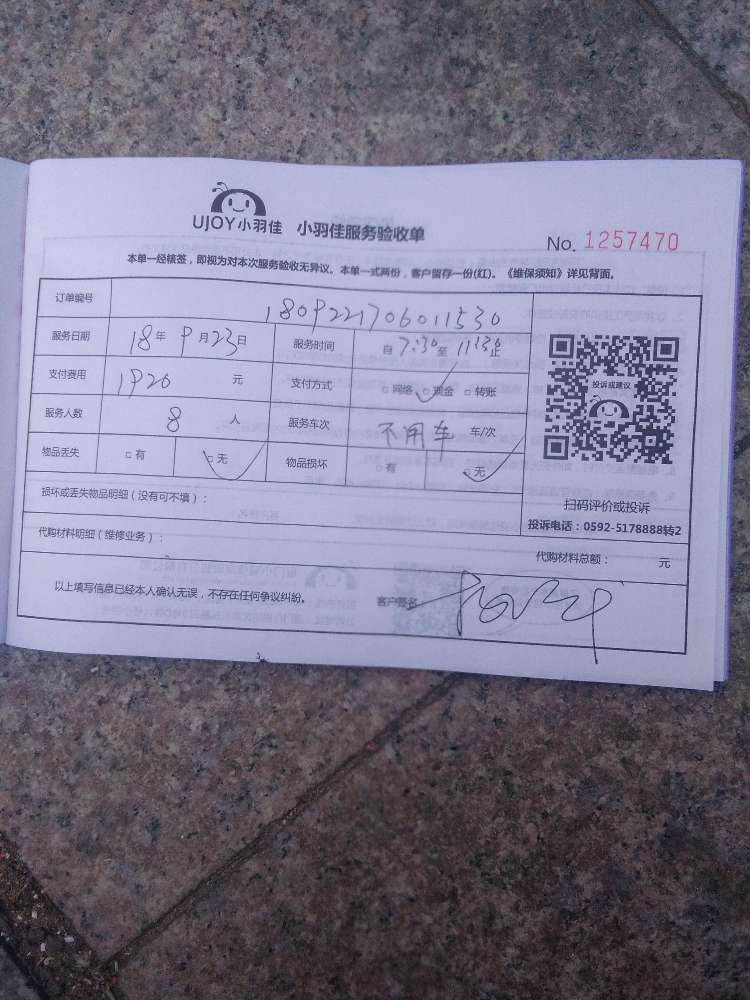 UJOY小羽佳 小羽佳服务验收单
No. 1257470
本单一经核签，即视为对本次服务验收无异议。本单一式两份，客户留存一份(红)。《维保须知》详见背面。
订单编号 180922170601 1530
服务日期 18年 9月23日 服务时间 自7:30至11:30止
支付费用 1920 元 支付方式 □网络 □现金 □转账
服务人数 8 人 服务车次 不用车 车/次
物品丢失 □有 □无 物品损坏 □有 □无
投诉或建议
扫码评价或投诉
投诉电话：0592-5178888转2
损坏或丢失物品明细（没有可不填）：
代购材料明细（维修业务）： 代购材料总额： 元
以上填写信息已经本人确认无误，不存在任何争议纠纷。 客户签名：